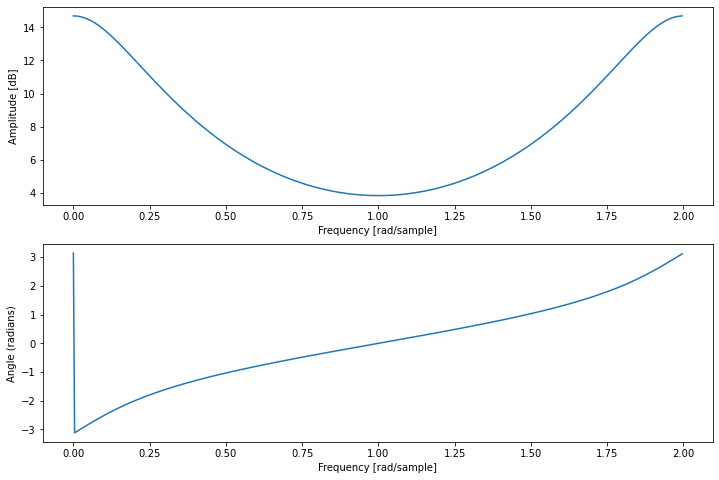 14
12
10
8
6
4
Amplitude [dB]
0.00 0.25 0.50 0.75 1.00 1.25 1.50 1.75 2.00
Frequency [rad/sample]
3
2
1
0
−1
−2
−3
Angle (radians)
0.00 0.25 0.50 0.75 1.00 1.25 1.50 1.75 2.00
Frequency [rad/sample]